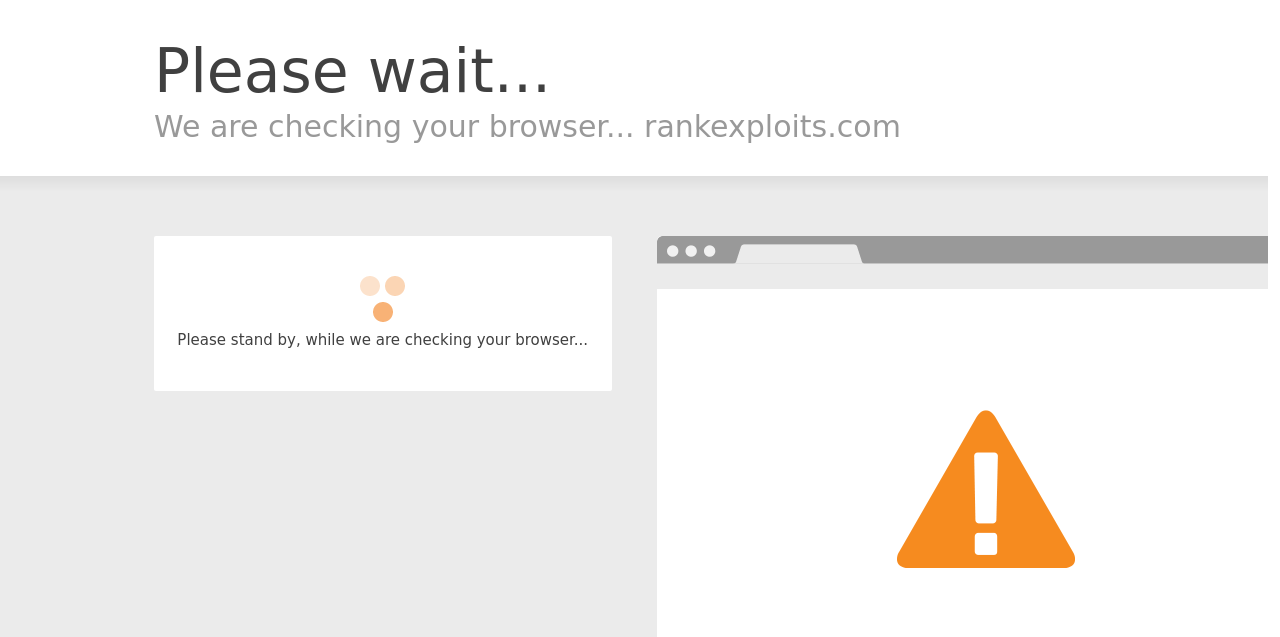 Please wait...
We are checking your browser... rankexploits.com
Please stand by, while we are checking your browser...